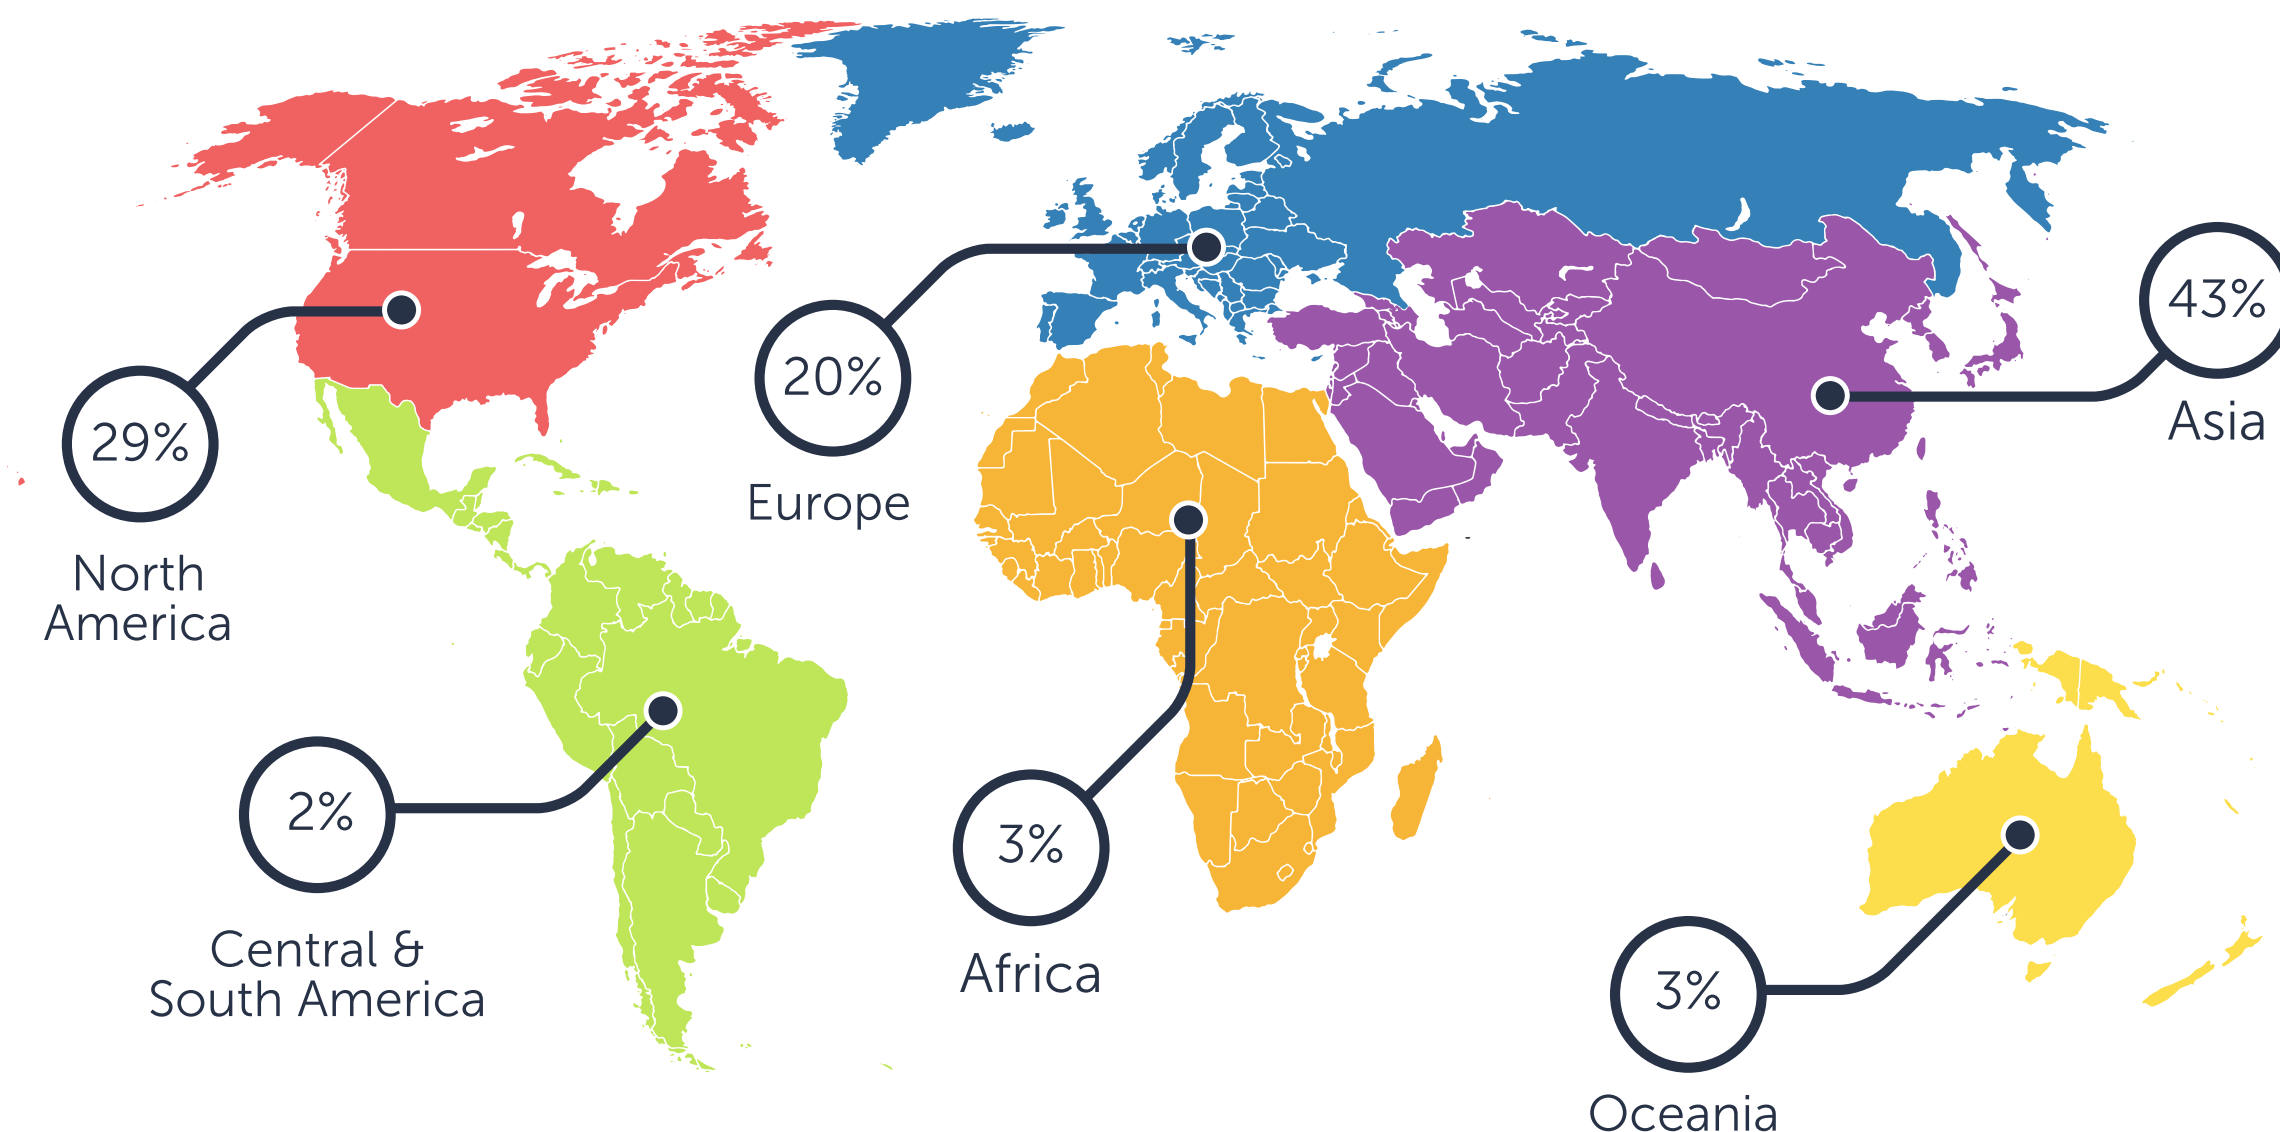 43%
Asia
20%
Europe
29%
North
America
2%
Central &
South America
3%
Africa
3%
Oceania